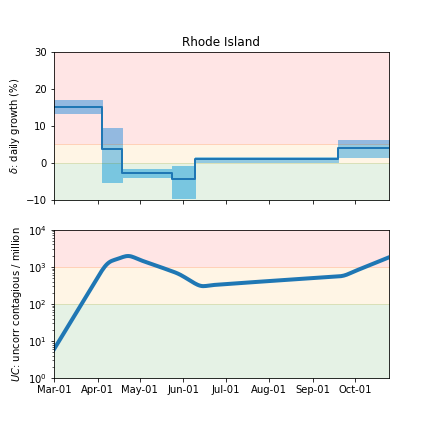 Rhode Island
δ: daily growth (%)
30
20
10
0
−10
UC: uncorr contagious / million
10⁴
10³
10²
10¹
10⁰
Mar-01 Apr-01 May-01 Jun-01 Jul-01 Aug-01 Sep-01 Oct-01